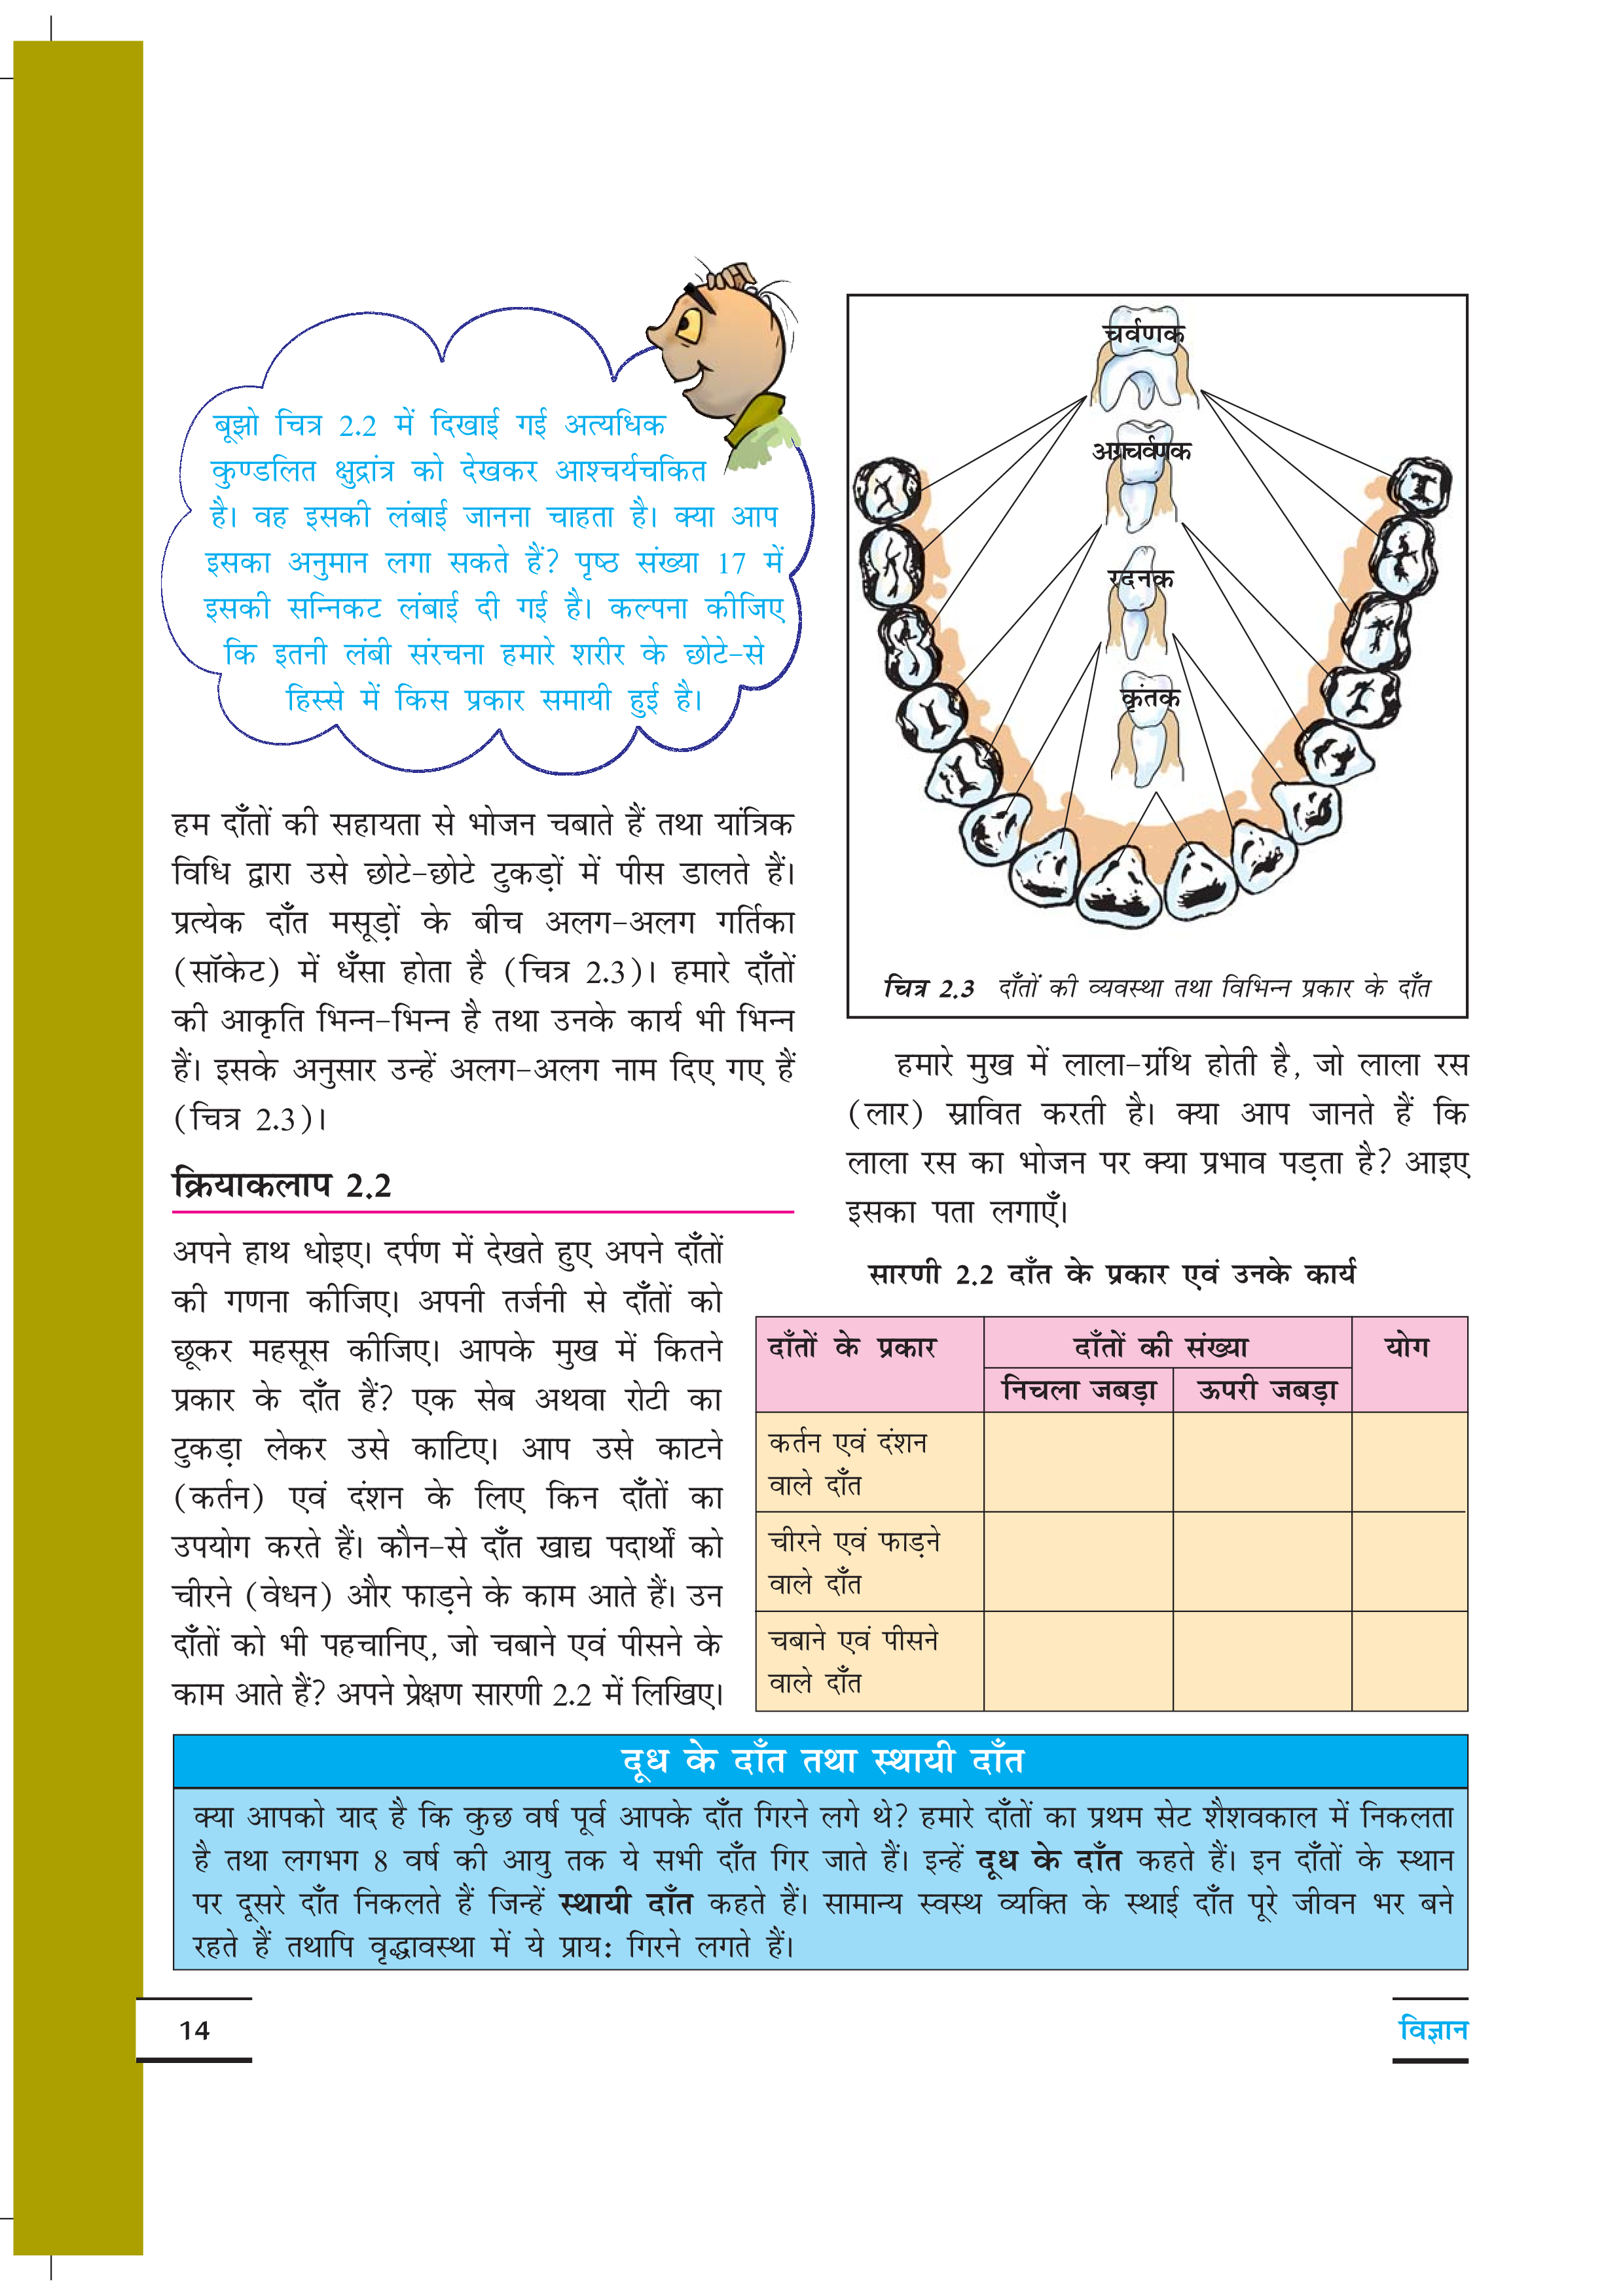 बूझो चित्र 2.2 में दिखाई गई अत्यधिक
कुण्डलित क्षुद्रांत्र को देखकर आश्चर्यचकित
है। वह इसकी लंबाई जानना चाहता है। क्या आप
इसका अनुमान लगा सकते हैं? पृष्ठ संख्या 17 में
इसकी सन्निकट लंबाई दी गई है। कल्पना कीजिए
कि इतनी लंबी संरचना हमारे शरीर के छोटे-से
हिस्से में किस प्रकार समायी हुई है।
हम दाँतों की सहायता से भोजन चबाते हैं तथा यांत्रिक
विधि द्वारा उसे छोटे-छोटे टुकड़ों में पीस डालते हैं।
प्रत्येक दाँत मसूड़ों के बीच अलग-अलग गर्तिका
(सॉकेट) में धँसा होता है (चित्र 2.3)। हमारे दाँतों
की आकृति भिन्न-भिन्न है तथा उनके कार्य भी भिन्न
हैं। इसके अनुसार उन्हें अलग-अलग नाम दिए गए हैं
(चित्र 2.3)।
क्रियाकलाप 2.2
अपने हाथ धोइए। दर्पण में देखते हुए अपने दाँतों
की गणना कीजिए। अपनी तर्जनी से दाँतों को
छूकर महसूस कीजिए। आपके मुख में कितने
प्रकार के दाँत हैं? एक सेब अथवा रोटी का
टुकड़ा लेकर उसे काटिए। आप उसे काटने
(कर्तन) एवं दंशन के लिए किन दाँतों का
उपयोग करते हैं। कौन-से दाँत खाद्य पदार्थों को
चीरने (वेधन) और फाड़ने के काम आते हैं। उन
दाँतों को भी पहचानिए, जो चबाने एवं पीसने के
काम आते हैं? अपने प्रेक्षण सारणी 2.2 में लिखिए।
चर्वणक
अग्रचर्वणक
रदनक
कृंतक
चित्र 2.3 दाँतों की व्यवस्था तथा विभिन्न प्रकार के दाँत
हमारे मुख में लाला-ग्रंथि होती है, जो लाला रस
(लार) स्रावित करती है। क्या आप जानते हैं कि
लाला रस का भोजन पर क्या प्रभाव पड़ता है? आइए
इसका पता लगाएँ।
सारणी 2.2 दाँत के प्रकार एवं उनके कार्य
दाँतों के प्रकार दाँतों की संख्या योग
निचला जबड़ा ऊपरी जबड़ा
कर्तन एवं दंशन
वाले दाँत
चीरने एवं फाड़ने
वाले दाँत
चबाने एवं पीसने
वाले दाँत
दूध के दाँत तथा स्थायी दाँत
क्या आपको याद है कि कुछ वर्ष पूर्व आपके दाँत गिरने लगे थे? हमारे दाँतों का प्रथम सेट शैशवकाल में निकलता
है तथा लगभग 8 वर्ष की आयु तक ये सभी दाँत गिर जाते हैं। इन्हें दूध के दाँत कहते हैं। इन दाँतों के स्थान
पर दूसरे दाँत निकलते हैं जिन्हें स्थायी दाँत कहते हैं। सामान्य स्वस्थ व्यक्ति के स्थाई दाँत पूरे जीवन भर बने
रहते हैं तथापि वृद्धावस्था में ये प्रायः गिरने लगते हैं।
14
विज्ञान